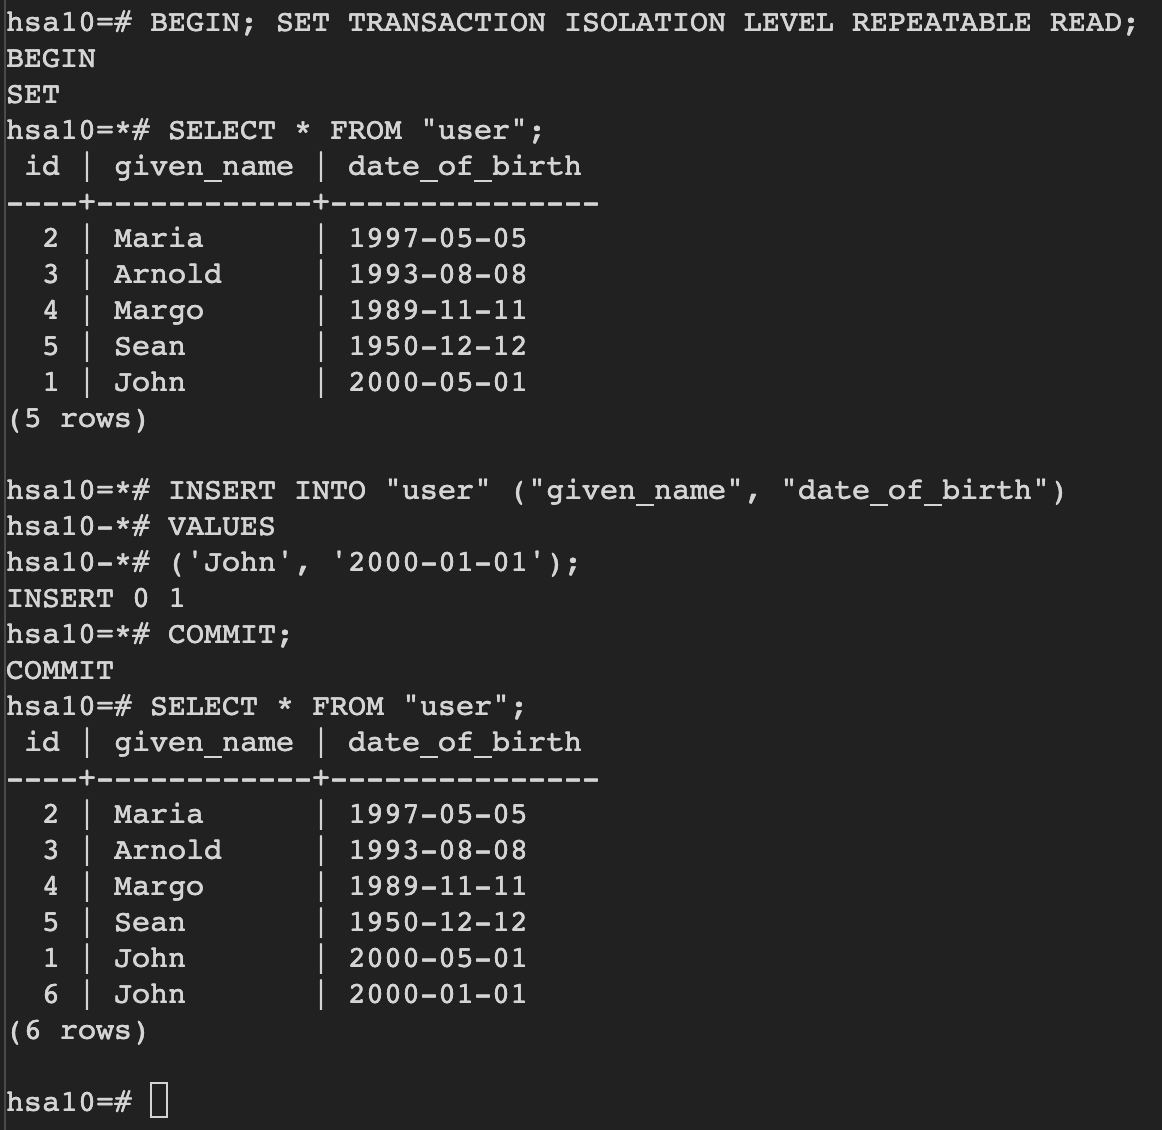 hsa10=# BEGIN; SET TRANSACTION ISOLATION LEVEL REPEATABLE READ;
BEGIN
SET
hsa10=*# SELECT * FROM "user";
 id | given_name | date_of_birth
----+------------+---------------
  2 | Maria      | 1997-05-05
  3 | Arnold     | 1993-08-08
  4 | Margo      | 1989-11-11
  5 | Sean       | 1950-12-12
  1 | John       | 2000-05-01
(5 rows)

hsa10=*# INSERT INTO "user" ("given_name", "date_of_birth")
hsa10-*# VALUES
hsa10-*# ('John', '2000-01-01');
INSERT 0 1
hsa10=*# COMMIT;
COMMIT
hsa10=# SELECT * FROM "user";
 id | given_name | date_of_birth
----+------------+---------------
  2 | Maria      | 1997-05-05
  3 | Arnold     | 1993-08-08
  4 | Margo      | 1989-11-11
  5 | Sean       | 1950-12-12
  1 | John       | 2000-05-01
  6 | John       | 2000-01-01
(6 rows)

hsa10=#